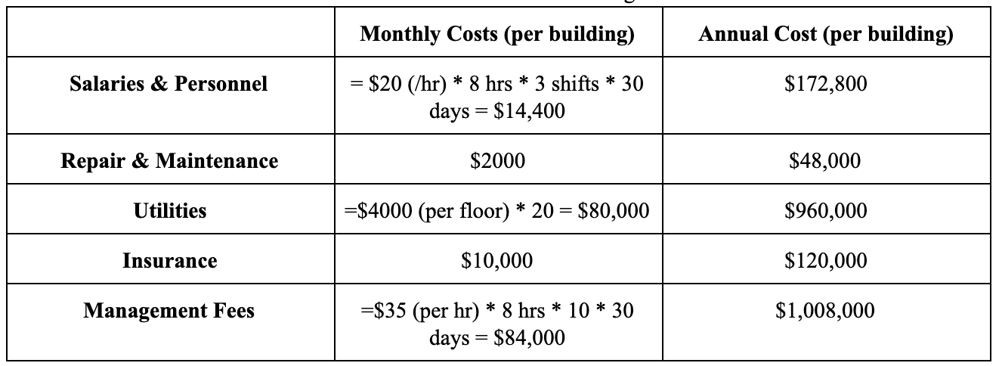 Monthly Costs (per building)
Annual Cost (per building)
Salaries & Personnel
= $20 (/hr) * 8 hrs * 3 shifts * 30
days = $14,400
$172,800
Repair & Maintenance
$2000
$48,000
Utilities
=$4000 (per floor) * 20 = $80,000
$960,000
Insurance
$10,000
$120,000
Management Fees
=$35 (per hr) * 8 hrs * 10 * 30
days = $84,000
$1,008,000